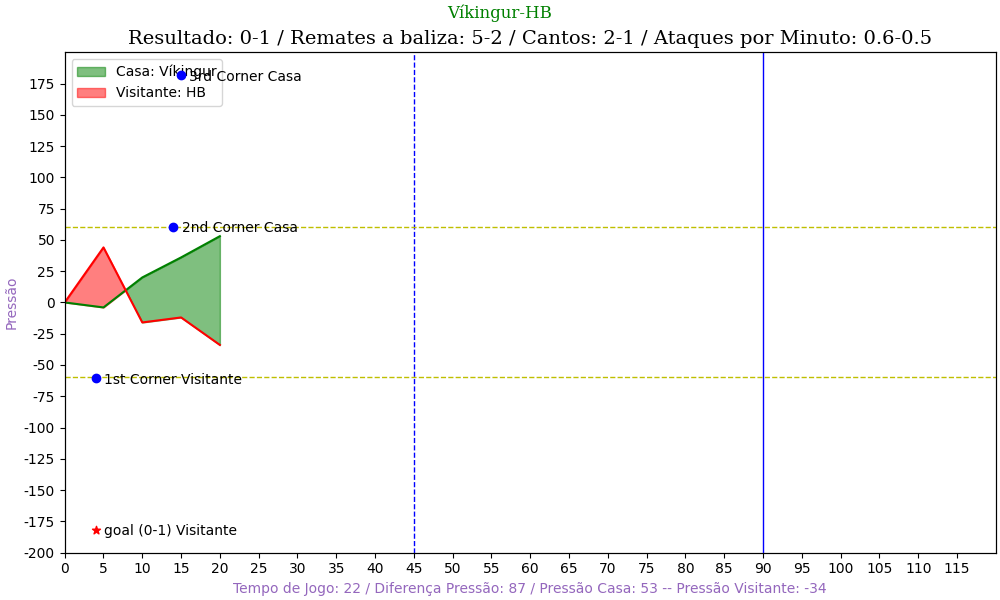 Víkingur-HB
Resultado: 0-1 / Remates a baliza: 5-2 / Cantos: 2-1 / Ataques por Minuto: 0.6-0.5
Casa: Víkingur
3rd Corner Casa
Visitante: HB
175
150
125
100
75
50
25
0
-25
-50
-75
-100
-125
-150
-175
-200
Pressão
2nd Corner Casa
1st Corner Visitante
goal (0-1) Visitante
0 5 10 15 20 25 30 35 40 45 50 55 60 65 70 75 80 85 90 95 100 105 110 115
Tempo de Jogo: 22 / Diferença Pressão: 87 / Pressão Casa: 53 -- Pressão Visitante: -34